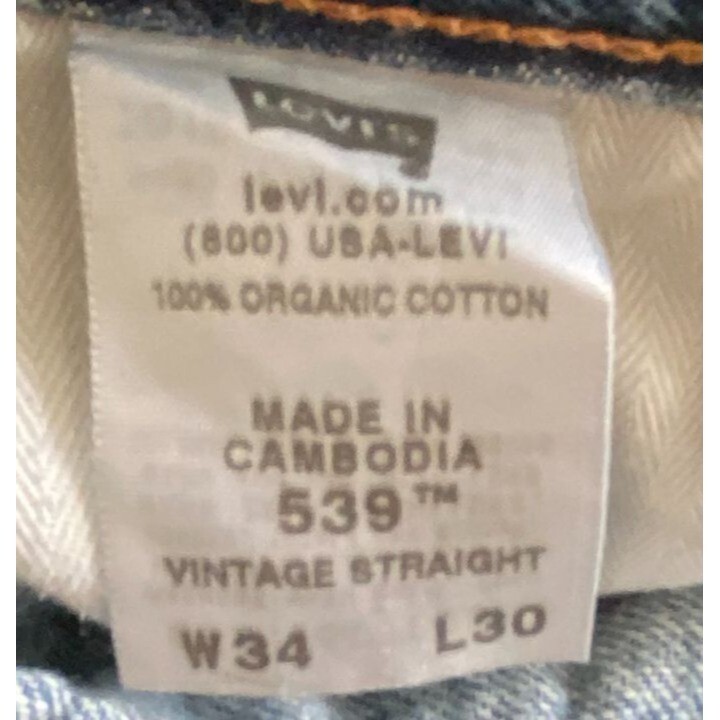 LEVI'S
levi.com
(800) USA-LEVI
100% ORGANIC COTTON
MADE IN
CAMBODIA
539™
VINTAGE STRAIGHT
W34 L30